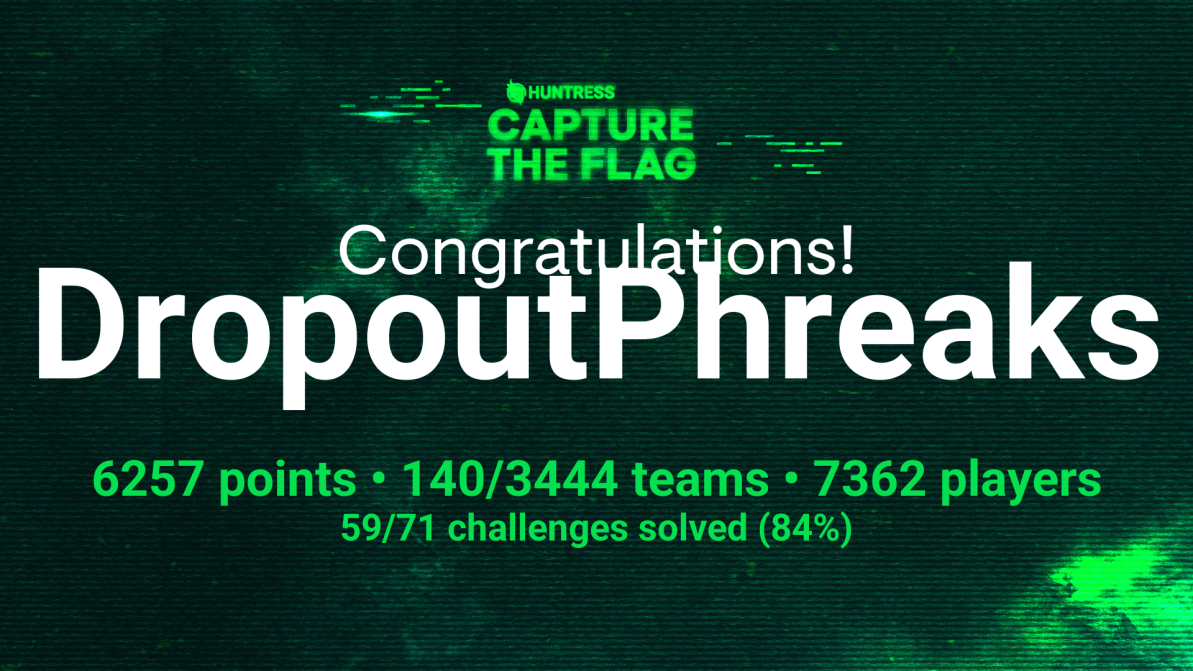 HUNTRESS
CAPTURE
THE FLAG
Congratulations!
DropoutPhreaks
6257 points • 140/3444 teams • 7362 players
59/71 challenges solved (84%)